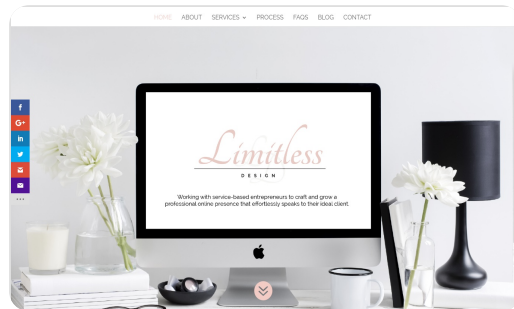 HOME ABOUT SERVICES PROCESS FAQS BLOG CONTACT
Limitless
DESIGN
Working with service-based entrepreneurs to craft and grow a
professional online presence that effortlessly speaks to their ideal client.
f
G+
in